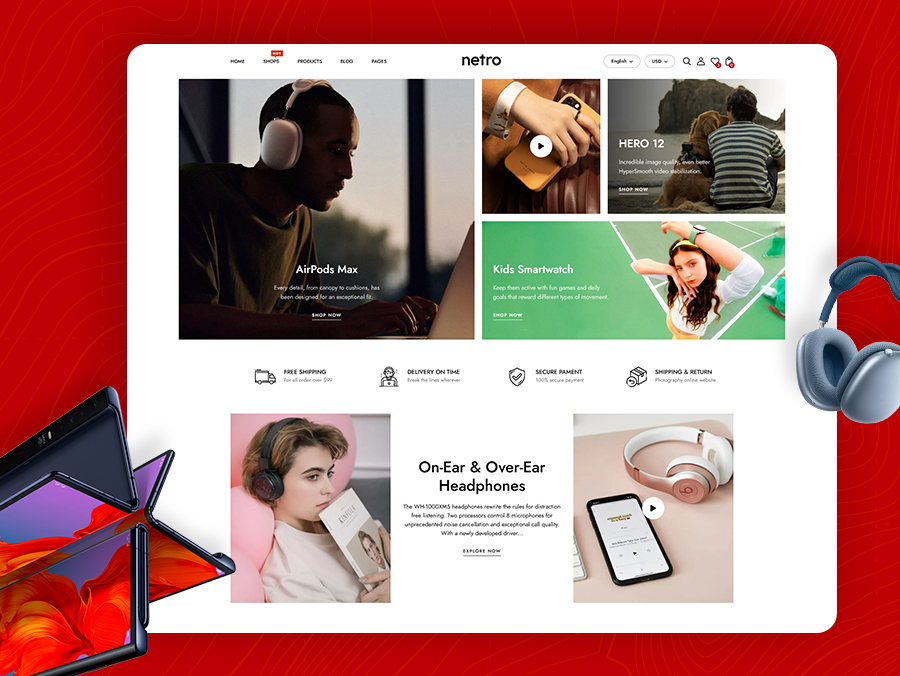 HOT
HOME
SHOPS
PRODUCTS
BLOG
PAGES
netro
English
USD
AirPods Max
Every detail, from canopy to cushions, has
been designed for an exceptional fit...
SHOP NOW
HERO 12
Incredible image quality, even better
HyperSmooth video stabilization.
SHOP NOW
Kids Smartwatch
Keep them active with fun games and daily
goals that reward different types of movement.
SHOP NOW
FREE SHIPPING
For all order over $99
DELIVERY ON TIME
Break the lines wherever
SECURE PAMENT
100% secure payment
SHIPPING & RETURN
Photography online website
On-Ear & Over-Ear
Headphones
The WH-1000XM5 headphones rewrite the rules for distraction
free listening. Two processors control 8 microphones for
unprecedented noise cancellation and exceptional call quality.
With a newly developed driver...
EXPLORE NOW